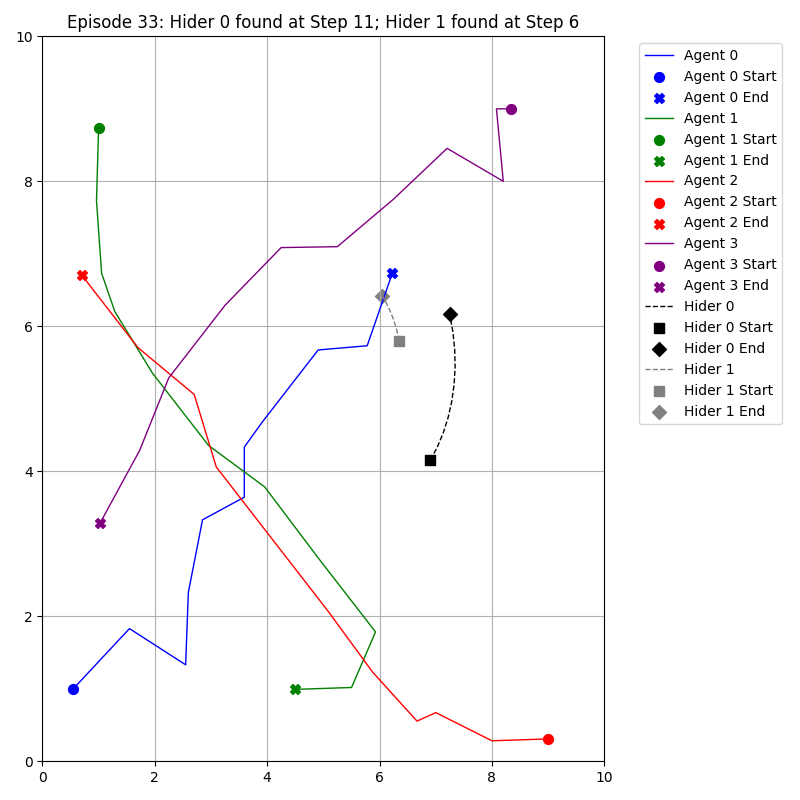 Episode 33: Hider 0 found at Step 11; Hider 1 found at Step 6
10
8
6
4
2
0
0 2 4 6 8 10
Agent 0
Agent 0 Start
Agent 0 End
Agent 1
Agent 1 Start
Agent 1 End
Agent 2
Agent 2 Start
Agent 2 End
Agent 3
Agent 3 Start
Agent 3 End
Hider 0
Hider 0 Start
Hider 0 End
Hider 1
Hider 1 Start
Hider 1 End